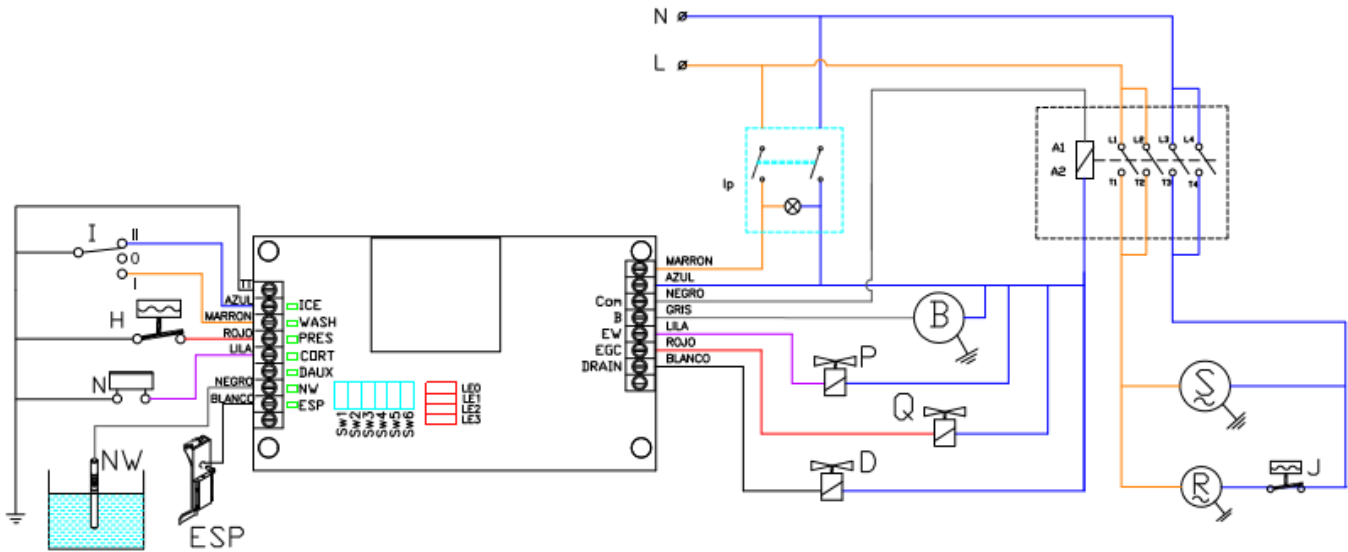 N
L
A1
A2
L1 L2 L3 L4
T1 T2 T3 T4
Ip
I
II
0
I
T1
AZUL
MARRON
H
ROJO
LILA
N
NEGRO
BLANCO
ICE
WASH
PRES
CORT
DAUX
NW
ESP
Sw1
Sw2
Sw3
Sw4
Sw5
Sw6
LE0
LE1
LE2
LE3
MARRON
AZUL
Com NEGRO
B GRIS
EW LILA
EGC ROJO
DRAIN BLANCO
B
P
Q
D
S
R
J
NW
ESP